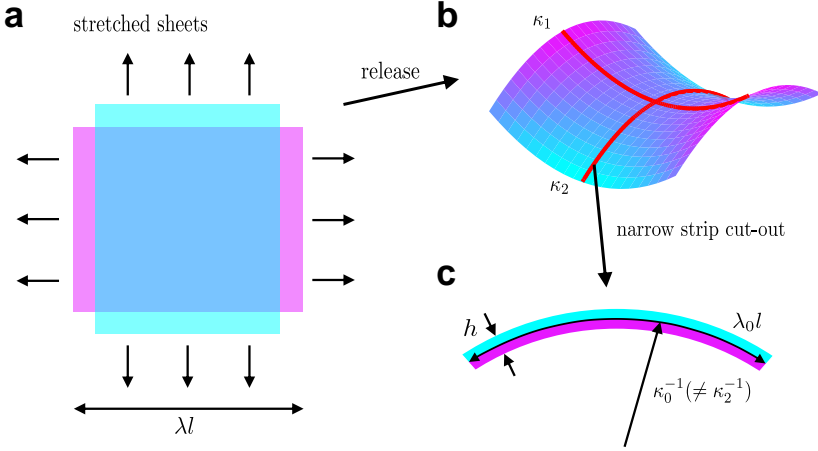 a
stretched sheets
release
λl
b
κ₁
κ₂
narrow strip cut-out
c
h
λ₀l
κ₀⁻¹(≠ κ₂⁻¹)